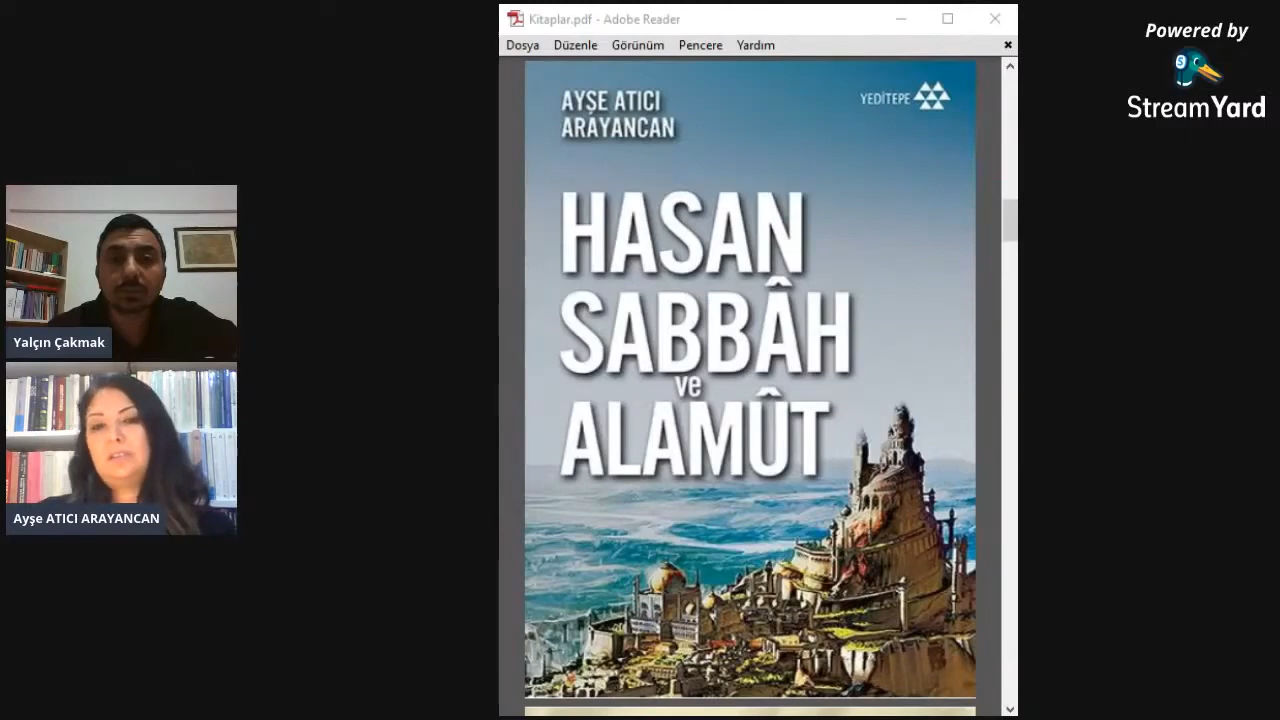 Kitaplar.pdf - Adobe Reader
Dosya Düzenle Görünüm Pencere Yardım
AYŞE ATICI
ARAYANCAN
YEDİTEPE
HASAN
SABBÂH
ve
ALAMÛT
Yalçın Çakmak
Ayşe ATICI ARAYANCAN
Powered by
StreamYard